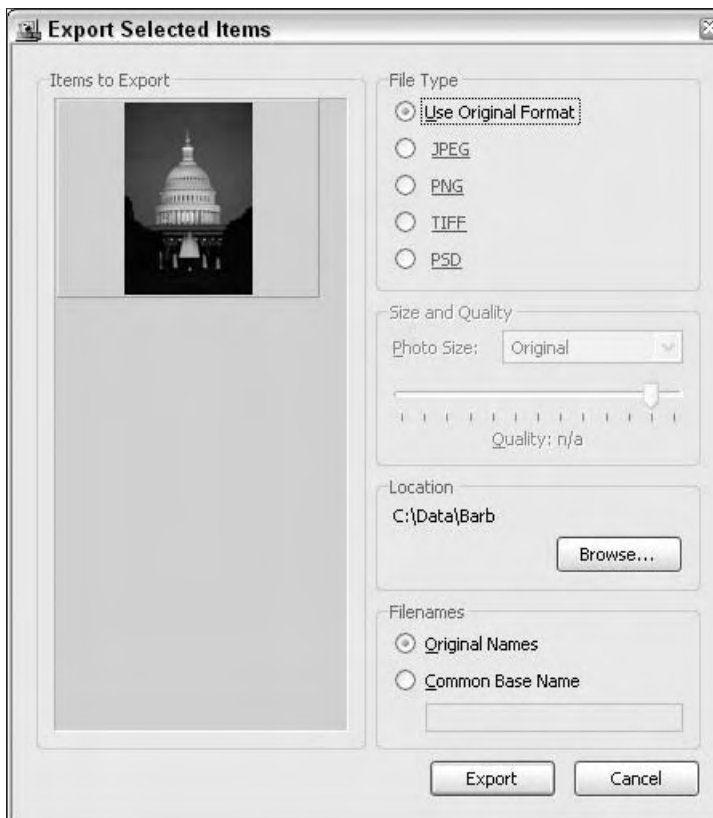 Export Selected Items
Items to Export
File Type
Use Original Format
JPEG
PNG
TIFF
PSD
Size and Quality
Photo Size: Original
Quality: n/a
Location
C:\Data\Barb
Browse...
Filenames
Original Names
Common Base Name
Export Cancel